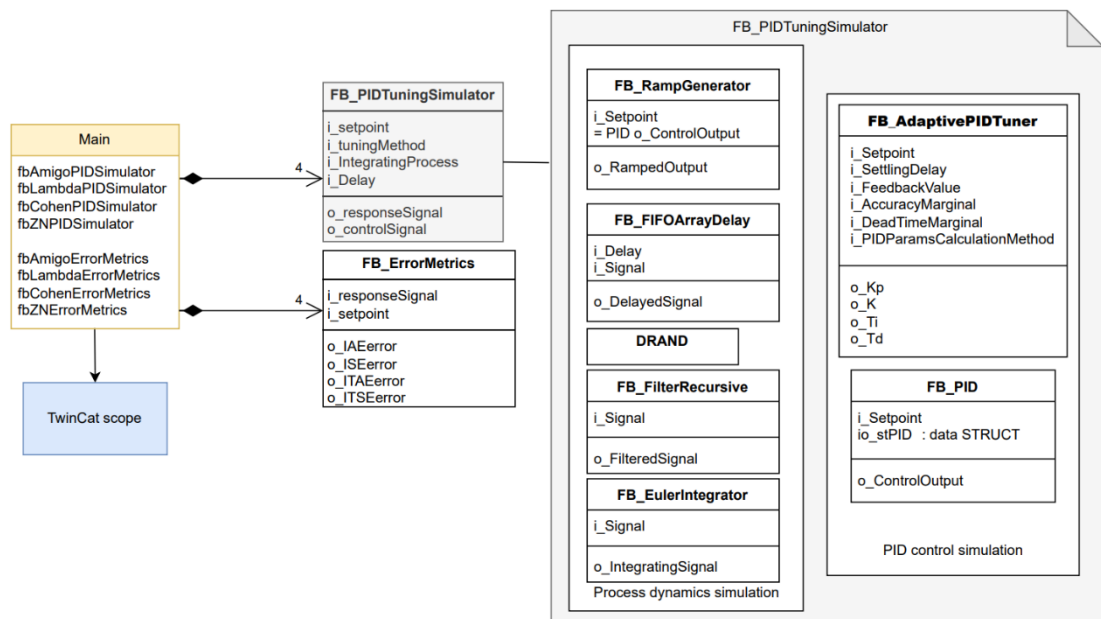 Main
fbAmigoPIDSimulator
fbLambdaPIDSimulator
fbCohenPIDSimulator
fbZNPIDSimulator
fbAmigoErrorMetrics
fbLambdaErrorMetrics
fbCohenErrorMetrics
fbZNErrorMetrics
TwinCat scope
4
4
FB_PIDTuningSimulator
i_setpoint
i_tuningMethod
i_IntegratingProcess
i_Delay
o_responseSignal
o_controlSignal
FB_ErrorMetrics
i_responseSignal
i_setpoint
o_IAEerror
o_ISEerror
o_ITAEerror
o_ITSEerror
FB_PIDTuningSimulator
FB_RampGenerator
i_Setpoint
= PID o_ControlOutput
o_RampedOutput
FB_FIFOArrayDelay
i_Delay
i_Signal
o_DelayedSignal
DRAND
FB_FilterRecursive
i_Signal
o_FilteredSignal
FB_EulerIntegrator
i_Signal
o_IntegratingSignal
Process dynamics simulation
FB_AdaptivePIDTuner
i_Setpoint
i_SettlingDelay
i_FeedbackValue
i_AccuracyMarginal
i_DeadTimeMarginal
i_PIDParamsCalculationMethod
o_Kp
o_K
o_Ti
o_Td
FB_PID
i_Setpoint
io_stPID : data STRUCT
o_ControlOutput
PID control simulation